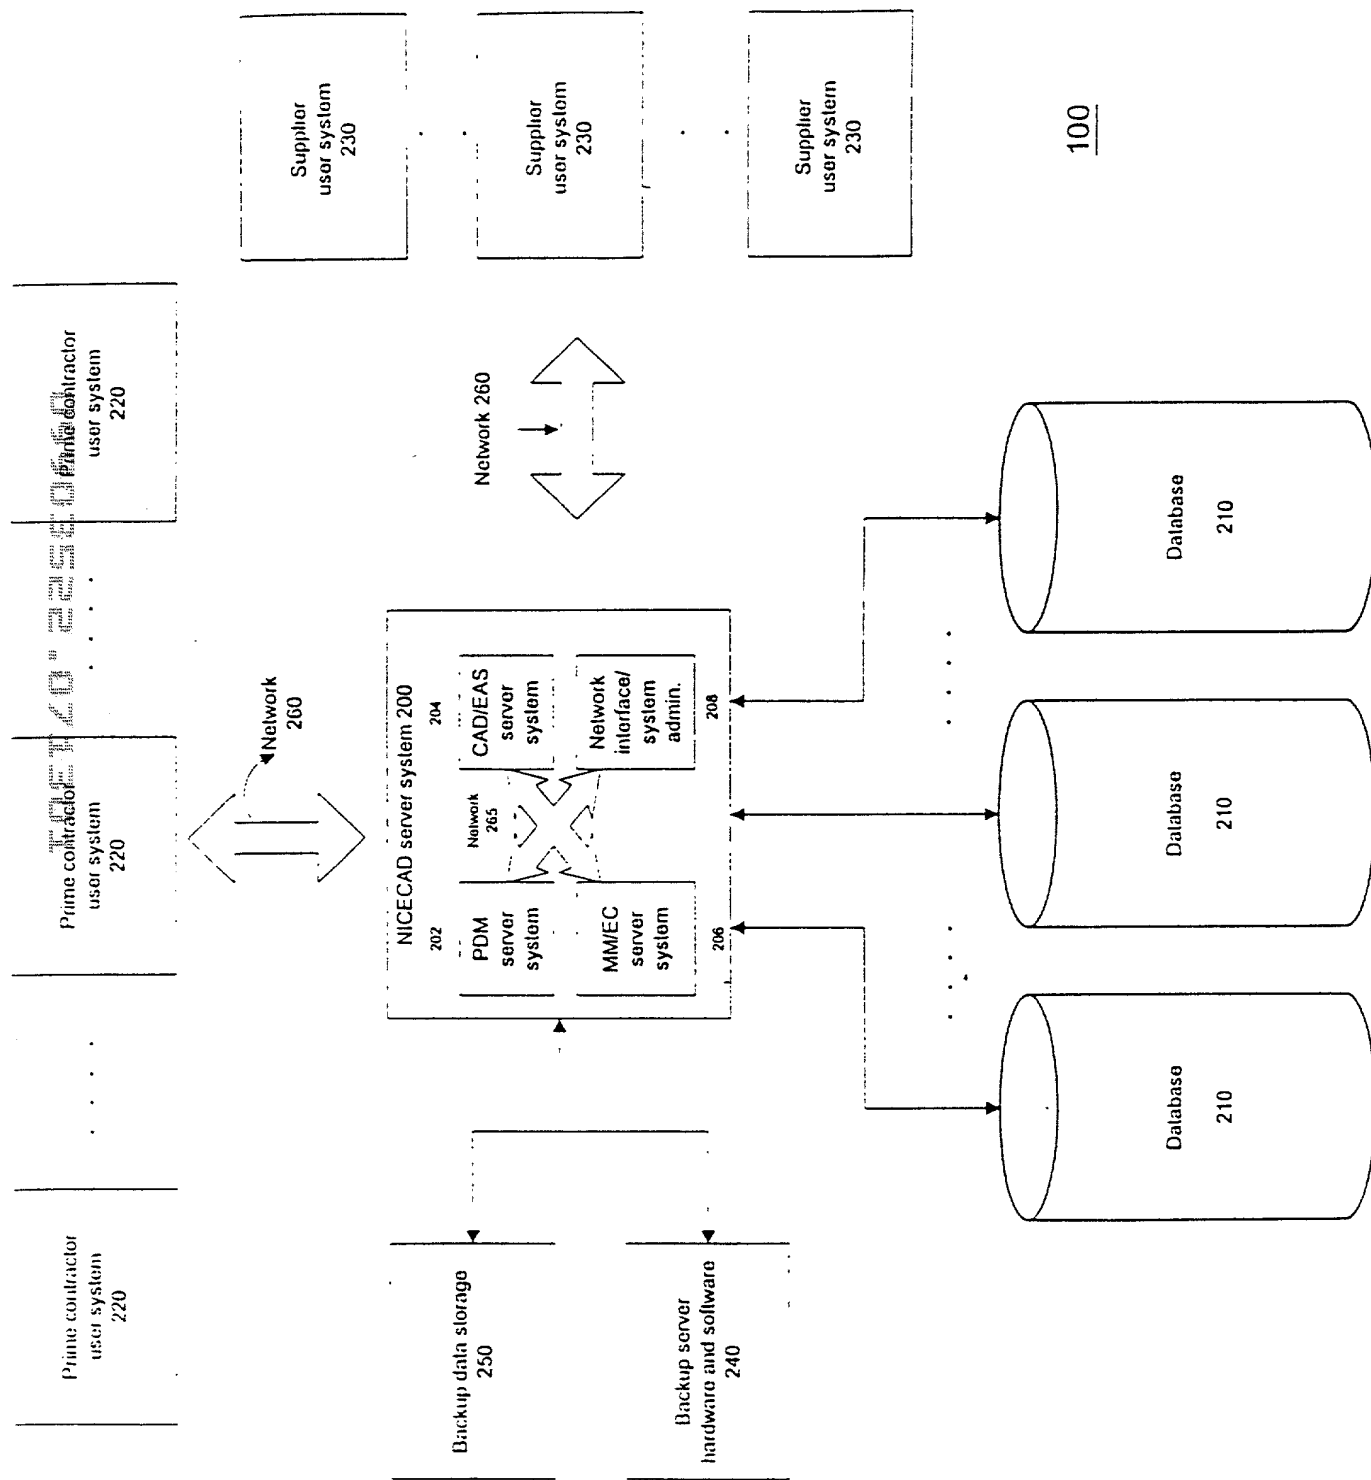 Prime contractor
user system
220
Prime contractor
user system
220
Prime contractor
user system
220
Network
260
Backup data storage
250
Backup server
hardware and software
240
NICECAD server system 200
202
PDM
server
system
Network
265
204
CAD/EAS
server
system
MM/EC
server
system
206
Network
interface/
system
admin.
208
Network 260
Supplier
user system
230
Supplier
user system
230
Supplier
user system
230
Database
210
Database
210
Database
210
100